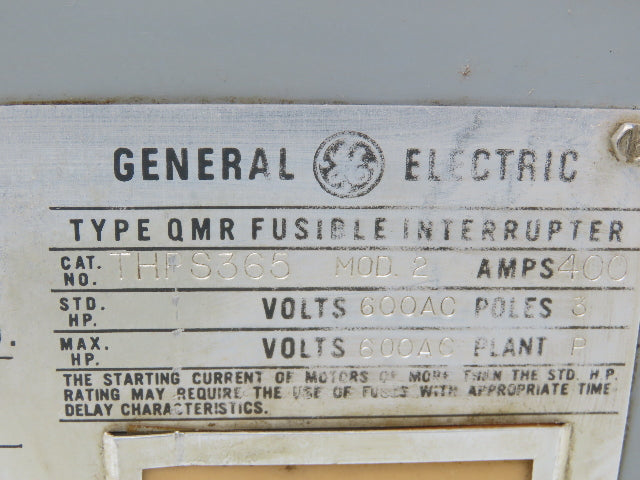 GENERAL GE ELECTRIC
TYPE QMR FUSIBLE INTERRUPTER
CAT. NO. THPS365 MOD. 2 AMPS 400
STD. HP. VOLTS 600AC POLES 3
MAX. HP. VOLTS 600AC PLANT P
THE STARTING CURRENT OF MOTORS OF MORE THAN THE STD. H.P.
RATING MAY REQUIRE THE USE OF FUSES WITH APPROPRIATE TIME
DELAY CHARACTERISTICS.